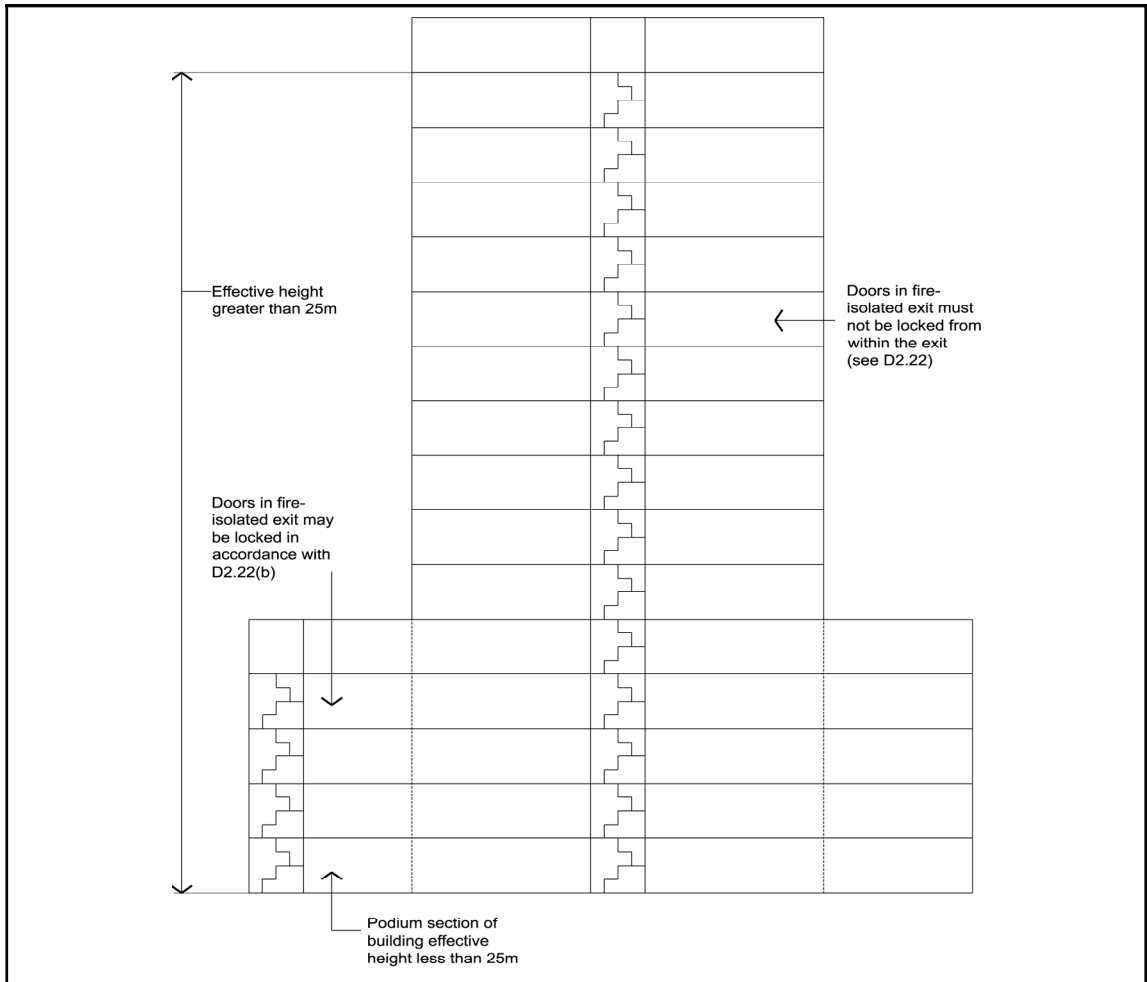 Effective height
greater than 25m
Doors in fire-
isolated exit must
not be locked from
within the exit
(see D2.22)
Doors in fire-
isolated exit may
be locked in
accordance with
D2.22(b)
Podium section of
building effective
height less than 25m